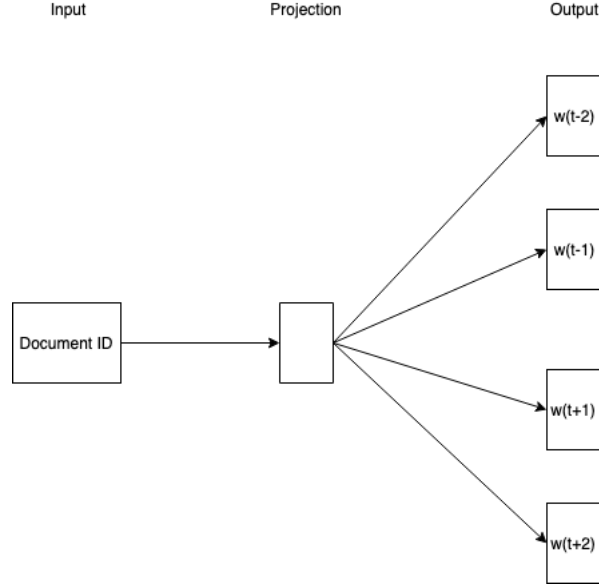 Input Projection Output
w(t-2)
w(t-1)
Document ID
w(t+1)
w(t+2)